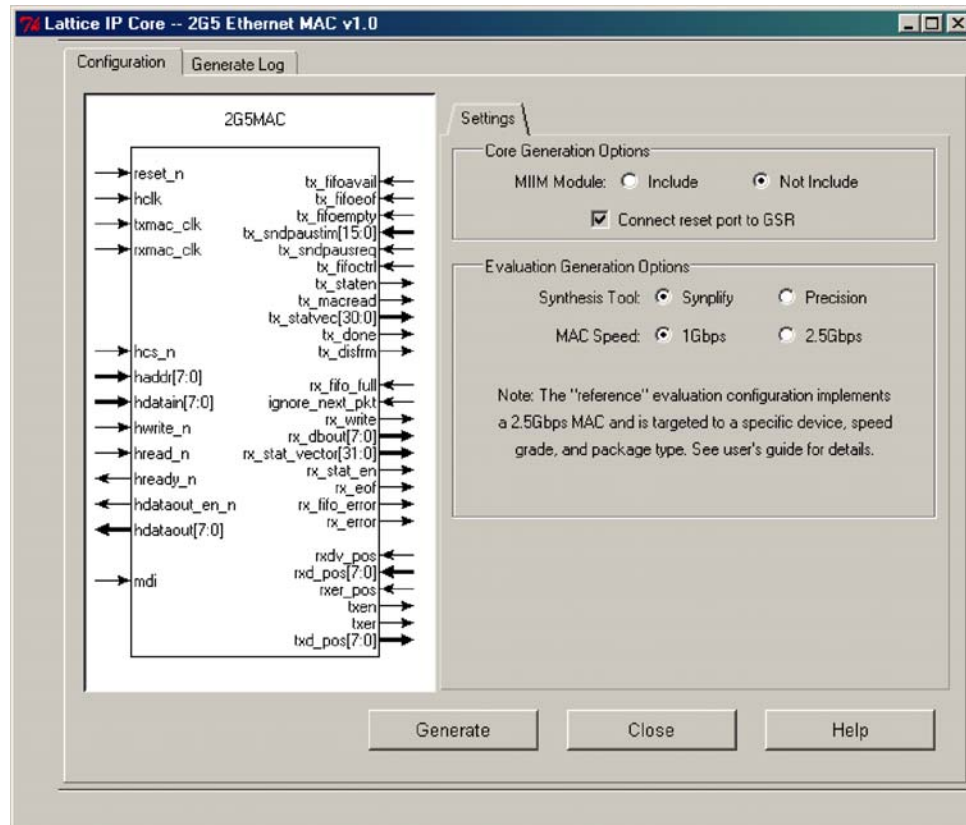 Lattice IP Core -- 2G5 Ethernet MAC v1.0
Configuration
Generate Log
2G5MAC
reset_n
hclk
txmac_clk
rxmac_clk
hcs_n
haddr[7:0]
hdatain[7:0]
hwrite_n
hread_n
hready_n
hdataout_en_n
hdataout[7:0]
mdi
tx_fifoavail
tx_fifoeof
tx_fifoempty
tx_sndpaustim[15:0]
tx_sndpausreq
tx_fifoctrl
tx_staten
tx_macread
tx_statvec[30:0]
tx_done
tx_disfrm
rx_fifo_full
ignore_next_pkt
rx_write
rx_dbout[7:0]
rx_stat_vector[31:0]
rx_stat_en
rx_eof
rx_fifo_error
rx_error
rxdv_pos
rxd_pos[7:0]
rxer_pos
txen
txer
txd_pos[7:0]
Settings
Core Generation Options
MIIM Module: Include Not Include
Connect reset port to GSR
Evaluation Generation Options
Synthesis Tool: Synplify Precision
MAC Speed: 1Gbps 2.5Gbps
Note: The "reference" evaluation configuration implements
a 2.5Gbps MAC and is targeted to a specific device, speed
grade, and package type. See user's guide for details.
Generate
Close
Help